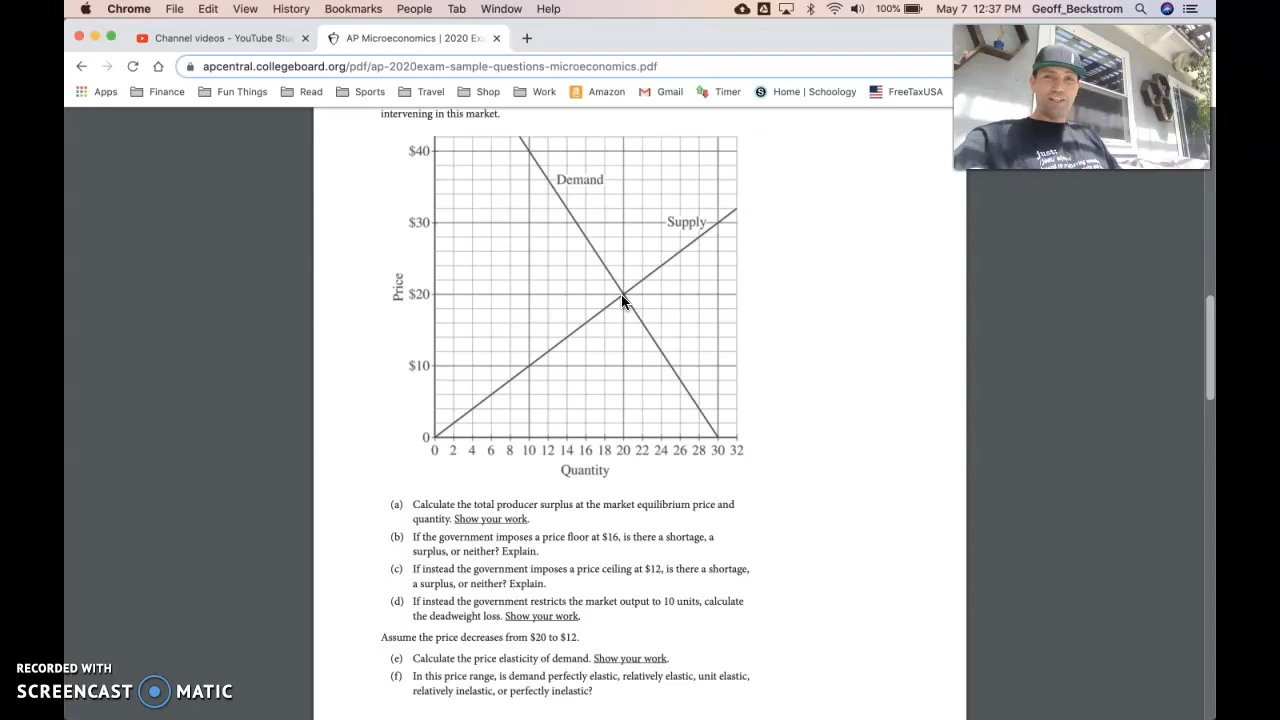 Chrome File Edit View History Bookmarks People Tab Window Help 100% May 7 12:37 PM Geoff_Beckstrom
Channel videos - YouTube Stu × AP Microeconomics | 2020 Exa × +
apcentral.collegeboard.org/pdf/ap-2020exam-sample-questions-microeconomics.pdf
Apps Finance Fun Things Read Sports Travel Shop Work Amazon Gmail Timer Home | Schoology FreeTaxUSA
just:
intervening in this market.
$40
Demand
$30
Supply
Price
$20
$10
0
0 2 4 6 8 10 12 14 16 18 20 22 24 26 28 30 32
Quantity
(a) Calculate the total producer surplus at the market equilibrium price and
quantity. Show your work.
(b) If the government imposes a price floor at $16, is there a shortage, a
surplus, or neither? Explain.
(c) If instead the government imposes a price ceiling at $12, is there a shortage,
a surplus, or neither? Explain.
(d) If instead the government restricts the market output to 10 units, calculate
the deadweight loss. Show your work.
Assume the price decreases from $20 to $12.
(e) Calculate the price elasticity of demand. Show your work.
(f) In this price range, is demand perfectly elastic, relatively elastic, unit elastic,
relatively inelastic, or perfectly inelastic?
RECORDED WITH
SCREENCAST MATIC